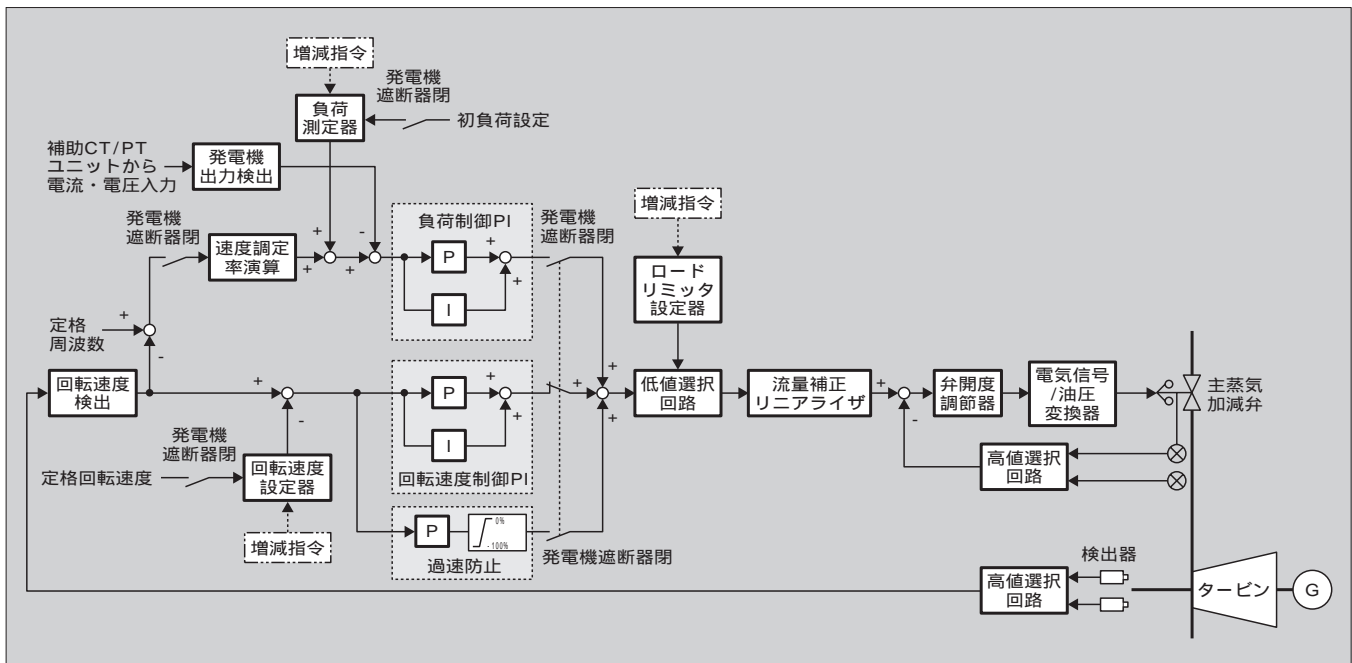 増減指令
発電機
遮断器閉
負荷
測定器
初負荷設定
補助CT/PT
ユニットから
電流・電圧入力
発電機
出力検出
発電機
遮断器閉
速度調定
率演算
+
+
+
-
負荷制御PI
P
I
+
+
発電機
遮断器閉
増減指令
ロード
リミッタ
設定器
定格
周波数
+
-
回転速度
検出
+
-
P
I
+
+
回転速度制御PI
+
+
+
低値選択
回路
流量補正
リニアライザ
+
-
弁開度
調節器
電気信号
/油圧
変換器
主蒸気
加減弁
高値選択
回路
発電機
遮断器閉
定格回転速度
回転速度
設定器
増減指令
P
0%
-100%
過速防止
発電機遮断器閉
検出器
高値選択
回路
タービン
G